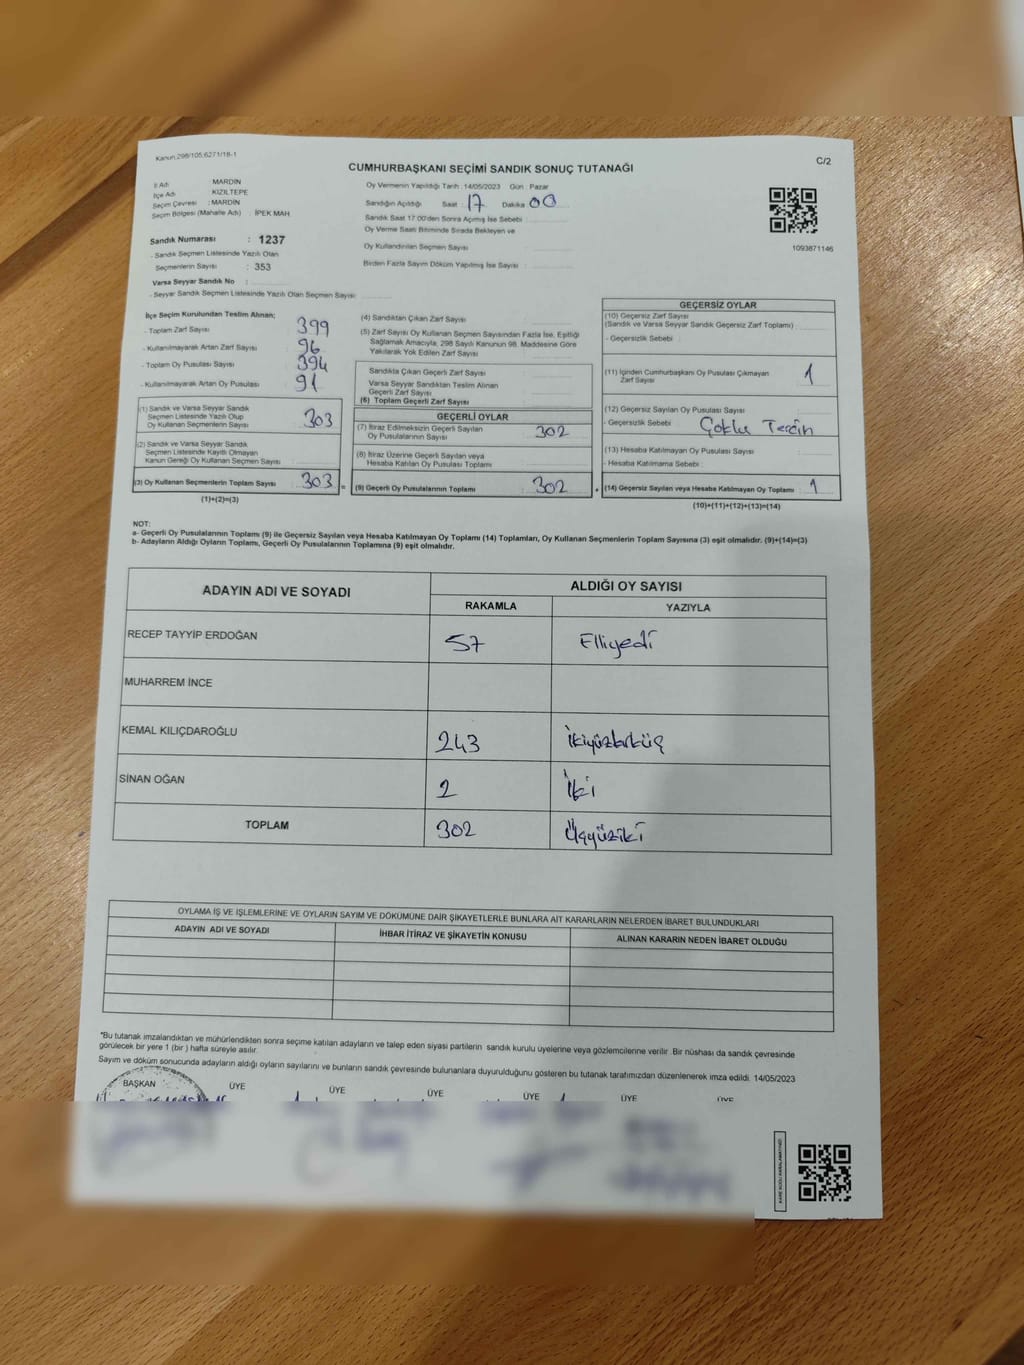 Kanun,298/105;6271/18-1
CUMHURBAŞKANI SEÇİMİ SANDIK SONUÇ TUTANAĞI
C/2
İl Adı MARDİN
İlçe Adı KIZILTEPE
Seçim Çevresi : MARDİN
Seçim Bölgesi (Mahalle Adı) İPEK MAH.
Sandık Numarası : 1237
- Sandık Seçmen Listesinde Yazılı Olan
Seçmenlerin Sayısı : 353
Varsa Seyyar Sandık No :
- Seyyar Sandık Seçmen Listesinde Yazılı Olan Seçmen Sayısı:
Oy Vermenin Yapıldığı Tarih : 14/05/2023 Gün : Pazar
Sandığın Açıldığı Saat 17 Dakika 00
Sandık Saat 17:00'den Sonra Açımış İse Sebebi :
Oy Verme Saati Bitiminde Sırada Bekleyen ve
Oy Kullandırılan Seçmen Sayısı :
Birden Fazla Sayım Döküm Yapılmış İse Sayısı :
1093871146
İlçe Seçim Kurulundan Teslim Alınan;
- Toplam Zarf Sayısı : 399
- Kullanılmayarak Artan Zarf Sayısı : 96
- Toplam Oy Pusulası Sayısı : 394
- Kullanılmayarak Artan Oy Pusulası : 91
(1) Sandık ve Varsa Seyyar Sandık
Seçmen Listesinde Yazılı Olup
Oy Kullanan Seçmenlerin Sayısı : 303
(2) Sandık ve Varsa Seyyar Sandık
Seçmen Listesinde Kayıtlı Olmayan
Kanun Gereği Oy Kullanan Seçmen Sayısı :
(3) Oy Kullanan Seçmenlerin Toplam Sayısı : 303 =
(1)+(2)=(3)
(4) Sandıktan Çıkan Zarf Sayısı :
(5) Zarf Sayısı Oy Kullanan Seçmen Sayısından Fazla İse, Eşitliği
Sağlamak Amacıyla; 298 Sayılı Kanunun 98. Maddesine Göre
Yakılarak Yok Edilen Zarf Sayısı :
Sandıkta Çıkan Geçerli Zarf Sayısı :
Varsa Seyyar Sandıktan Teslim Alınan
Geçerli Zarf Sayısı :
(6) Toplam Geçerli Zarf Sayısı :
GEÇERLİ OYLAR
(7) İtiraz Edilmeksizin Geçerli Sayılan
Oy Pusulalarının Sayısı : 302
(8) İtiraz Üzerine Geçerli Sayılan veya
Hesaba Katılan Oy Pusulası Toplamı :
(9) Geçerli Oy Pusulalarının Toplamı : 302 +
GEÇERSİZ OYLAR
(10) Geçersiz Zarf Sayısı
(Sandık ve Varsa Seyyar Sandık Geçersiz Zarf Toplamı) :
- Geçersizlik Sebebi :
(11) İçinden Cumhurbaşkanı Oy Pusulası Çıkmayan
Zarf Sayısı : 1
(12) Geçersiz Sayılan Oy Pusulası Sayısı :
- Geçersizlik Sebebi : Çoklu Tercih
(13) Hesaba Katılmayan Oy Pusulası Sayısı :
- Hesaba Katılmama Sebebi :
(14) Geçersiz Sayılan veya Hesaba Katılmayan Oy Toplamı : 1
(10)+(11)+(12)+(13)=(14)
NOT:
a- Geçerli Oy Pusulalarının Toplamı (9) ile Geçersiz Sayılan veya Hesaba Katılmayan Oy Toplamı (14) Toplamları, Oy Kullanan Seçmenlerin Toplam Sayısına (3) eşit olmalıdır. (9)+(14)=(3)
b- Adayların Aldığı Oyların Toplamı, Geçerli Oy Pusulalarının Toplamına (9) eşit olmalıdır.
ADAYIN ADI VE SOYADI
ALDIĞI OY SAYISI
RAKAMLA YAZIYLA
RECEP TAYYİP ERDOĞAN 57 Elliyedi
MUHARREM İNCE
KEMAL KILIÇDAROĞLU 243 İkiyüzkırküç
SİNAN OĞAN 2 İki
TOPLAM 302 Üçyüziki
OYLAMA İŞ VE İŞLEMLERİNE VE OYLARIN SAYIM VE DÖKÜMÜNE DAİR ŞİKAYETLERLE BUNLARA AİT KARARLARIN NELERDEN İBARET BULUNDUKLARI
ADAYIN ADI VE SOYADI İHBAR İTİRAZ VE ŞİKAYETİN KONUSU ALINAN KARARIN NEDEN İBARET OLDUĞU
*Bu tutanak imzalandıktan ve mühürlendikten sonra seçime katılan adayların ve talep eden siyasi partilerin sandık kurulu üyelerine veya gözlemcilerine verilir. Bir nüshası da sandık çevresinde
görülecek bir yere 1 (bir ) hafta süreyle asılır.
Sayım ve döküm sonucunda adayların aldığı oyların sayılarını ve bunların sandık çevresinde bulunanlara duyurulduğunu gösteren bu tutanak tarafımızdan düzenlenerek imza edildi. 14/05/2023
BAŞKAN ÜYE ÜYE ÜYE ÜYE ÜYE ÜYE